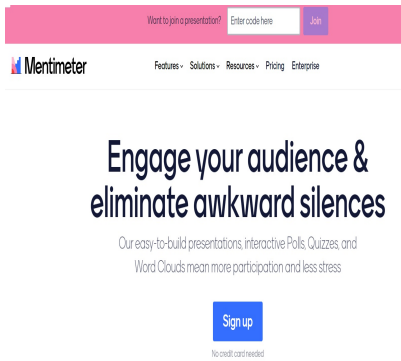 Want to join a presentation? Enter code here Join
Mentimeter Features Solutions Resources Pricing Enterprise
Engage your audience &
eliminate awkward silences
Our easy-to-build presentations, interactive Polls, Quizzes, and
Word Clouds mean more participation and less stress
Sign up
No credit card needed